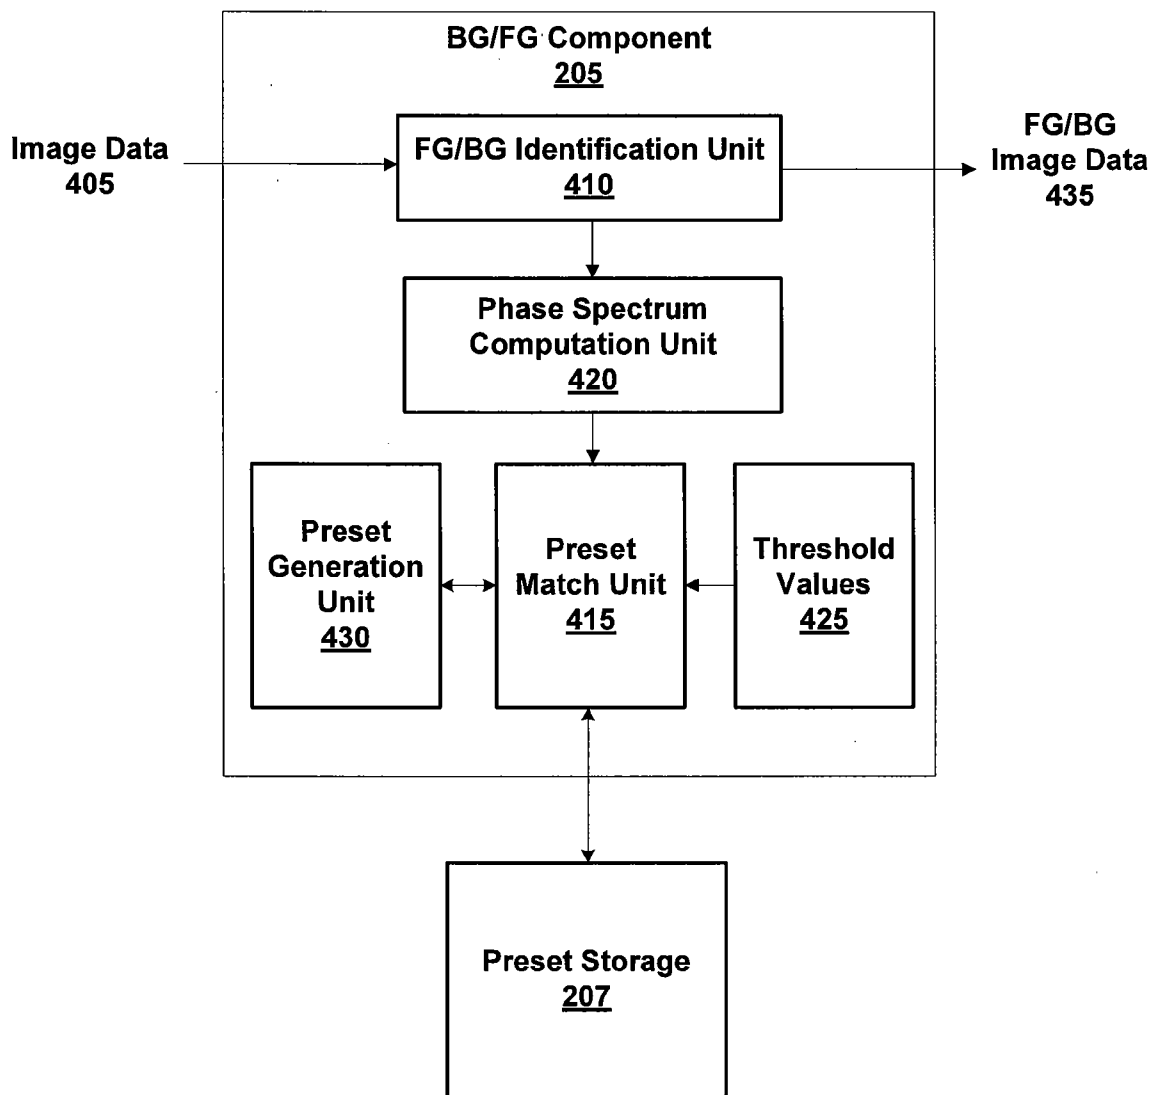 BG/FG Component
205
Image Data
405
FG/BG Identification Unit
410
FG/BG
Image Data
435
Phase Spectrum
Computation Unit
420
Preset
Generation
Unit
430
Preset
Match Unit
415
Threshold
Values
425
Preset Storage
207